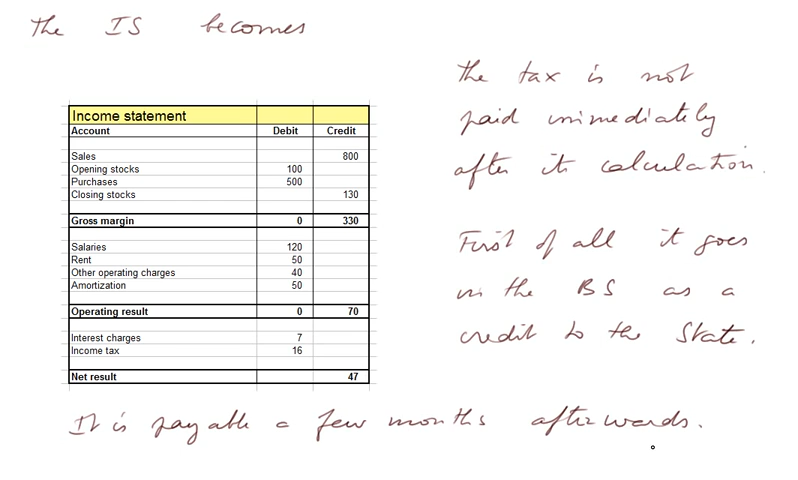 the IS becomes
the tax is not
paid immediately
after its calculation.
First of all it goes
in the BS as a
credit to the State.
Income statement
Account Debit Credit
Sales 800
Opening stocks 100
Purchases 500
Closing stocks 130
Gross margin 0 330
Salaries 120
Rent 50
Other operating charges 40
Amortization 50
Operating result 0 70
Interest charges 7
Income tax 16
Net result 47
It is payable a few months afterwards.